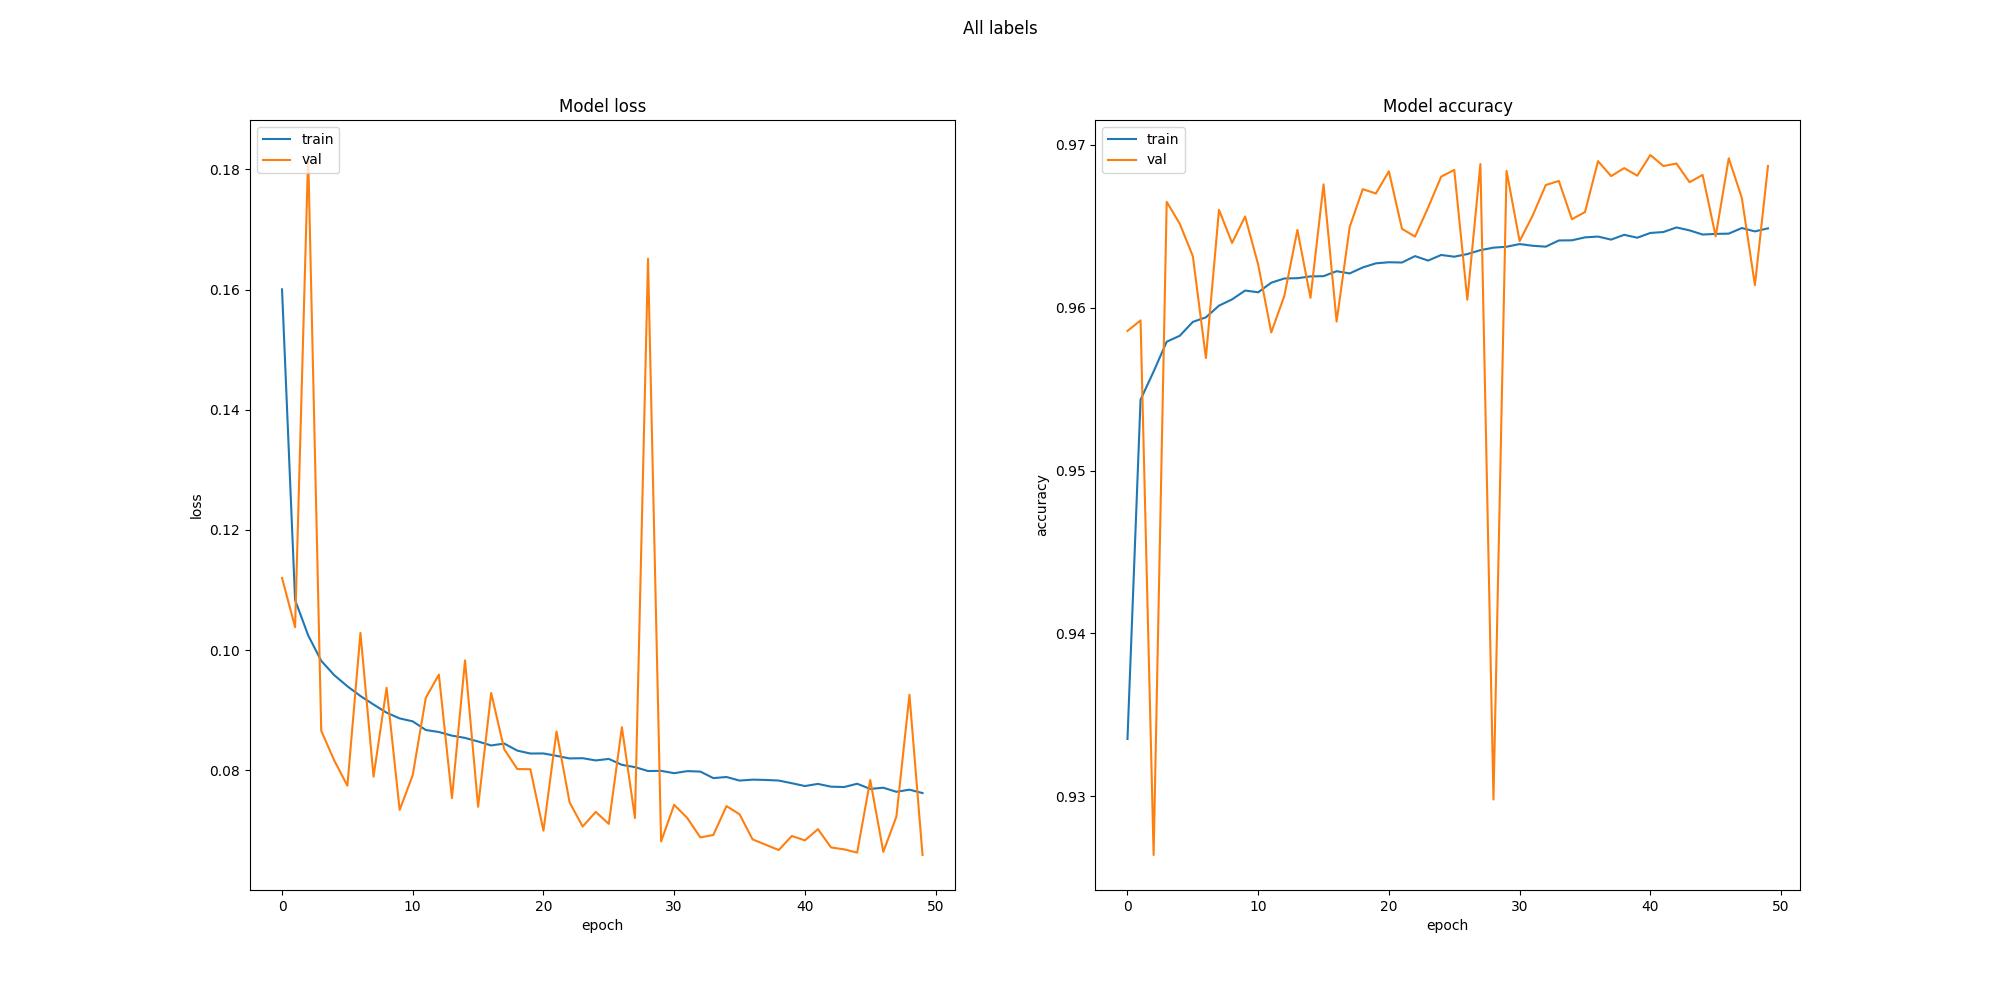 All labels
Model loss
train
val
0.18
0.16
0.14
0.12
0.10
0.08
loss
0 10 20 30 40 50
epoch
Model accuracy
train
val
0.97
0.96
0.95
0.94
0.93
accuracy
0 10 20 30 40 50
epoch